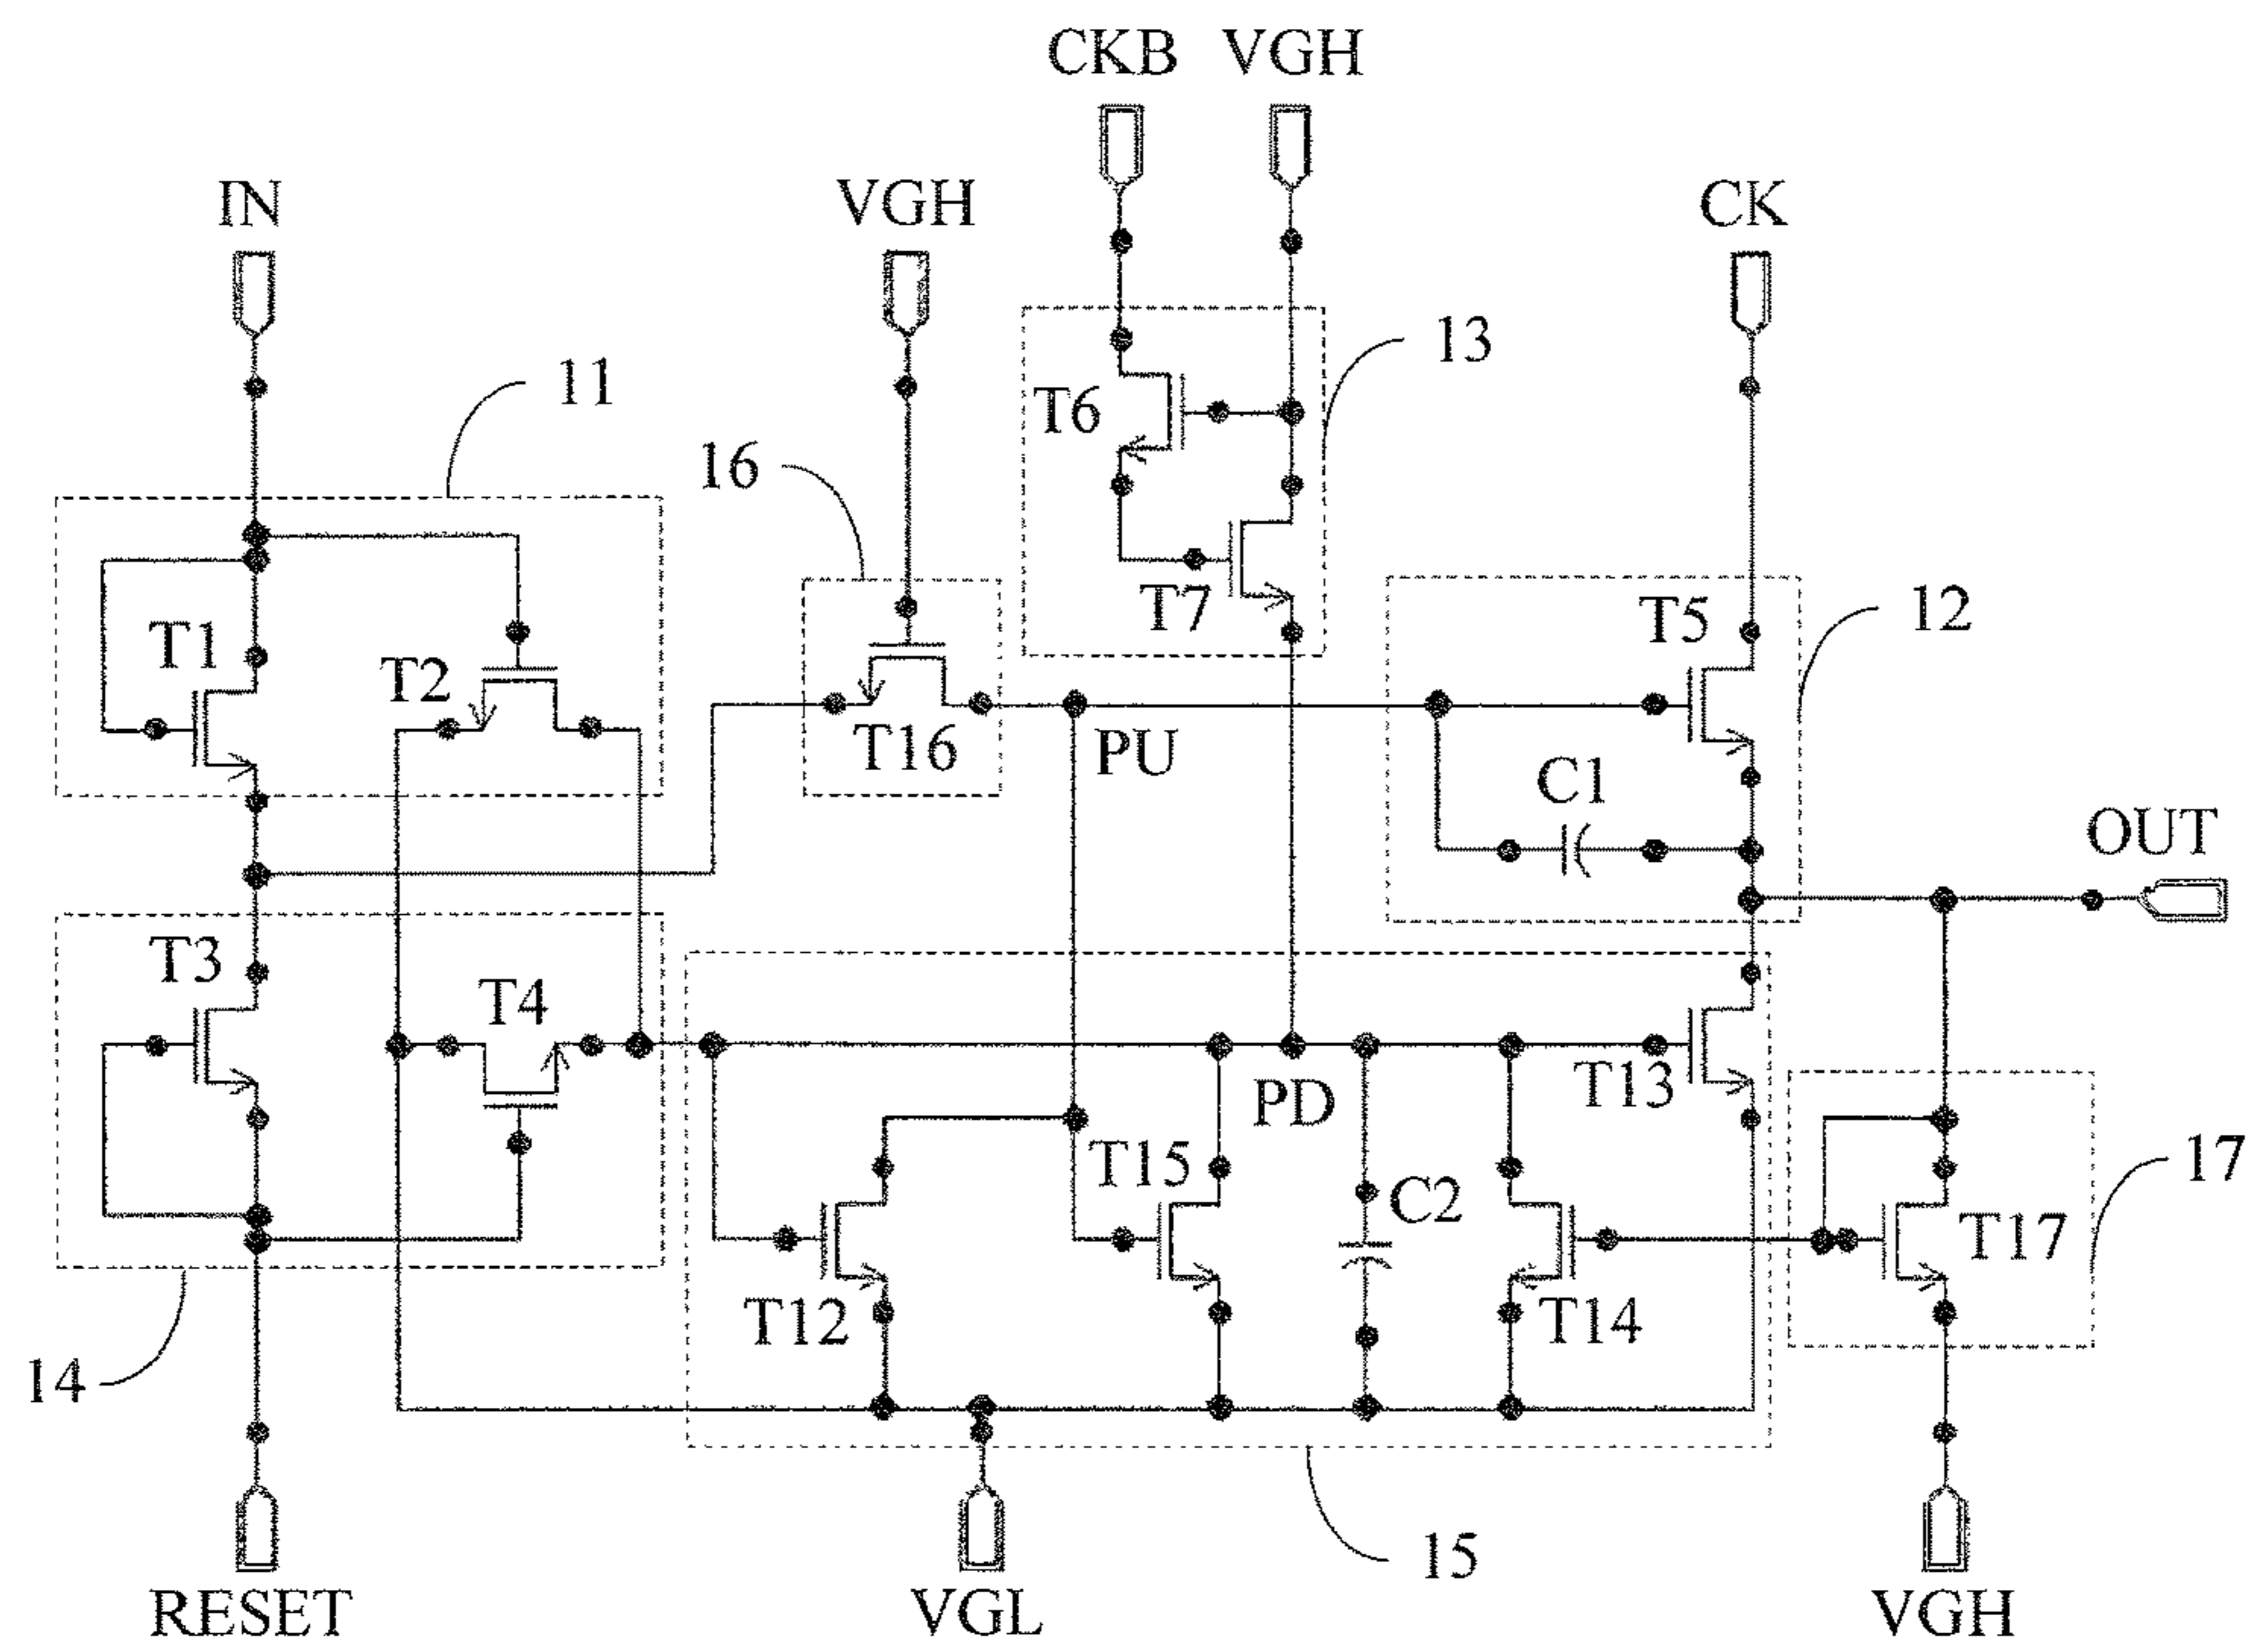 CKB VGH
IN VGH CK
13
11
16
T6
T7
T5 12
T1
T2
T16 PU
C1
OUT
T3
T4
T13
PD
T15
C2
17
T17
T12 T14
14
15
RESET VGL VGH